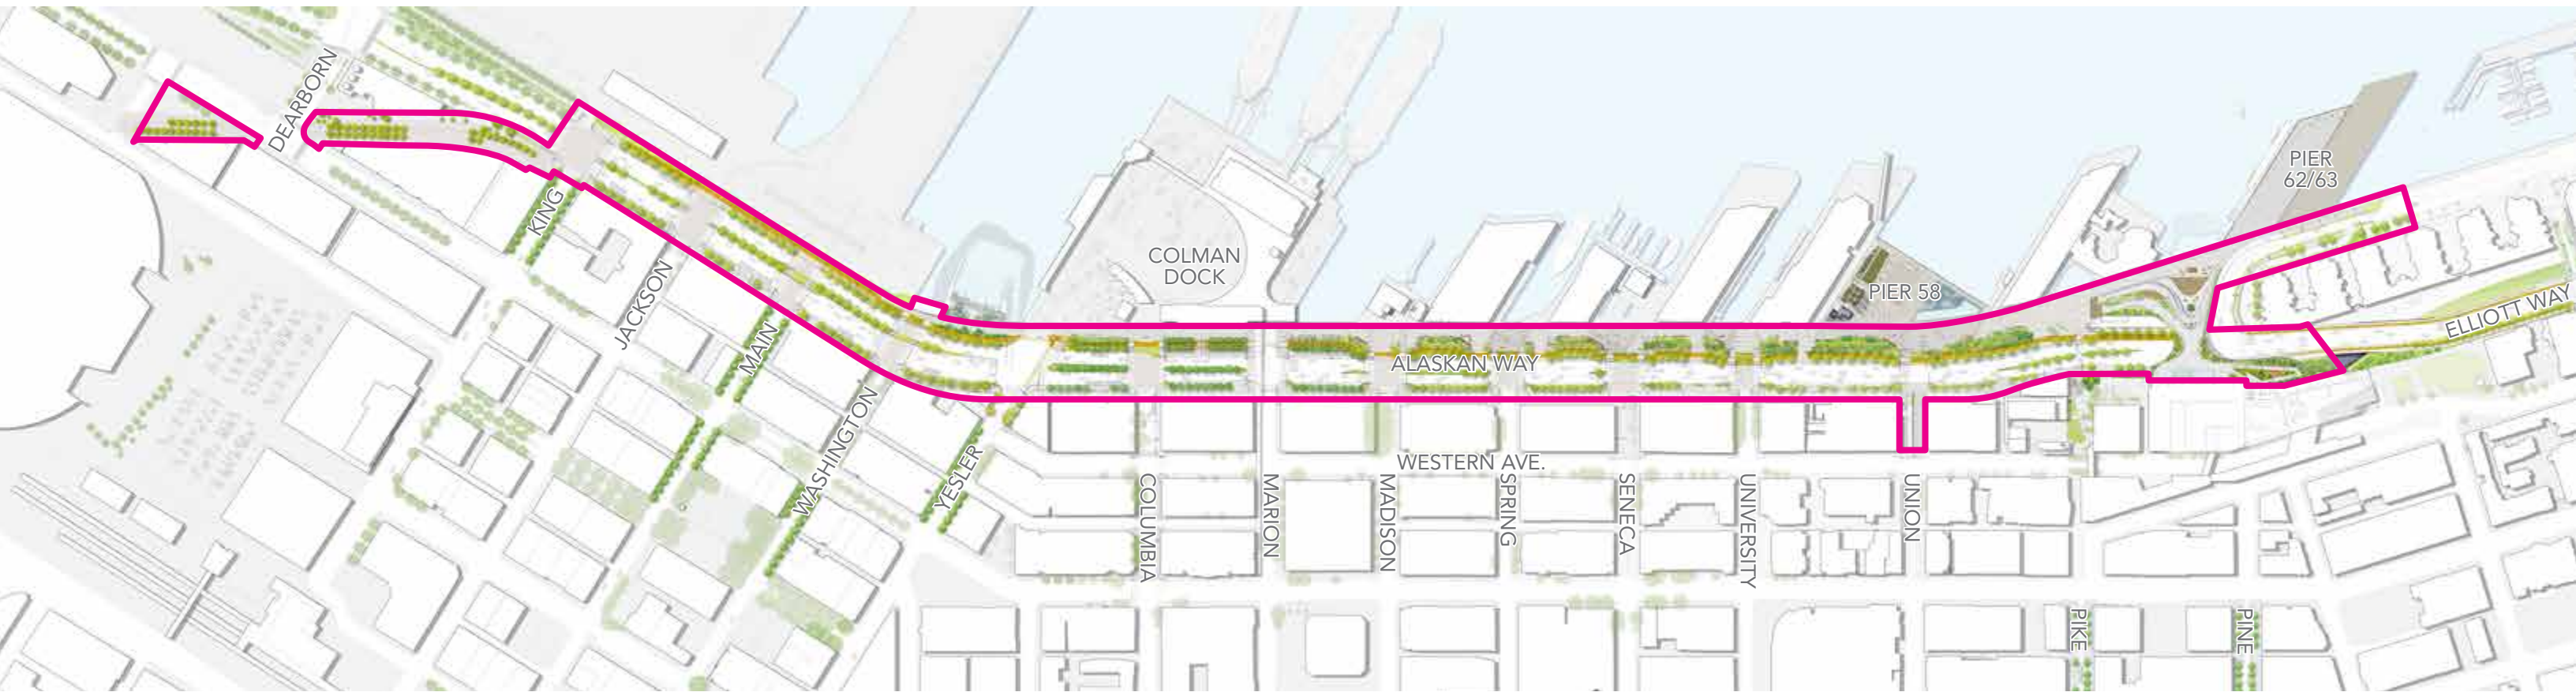 DEARBORN
KING
JACKSON
MAIN
WASHINGTON
YESLER
COLMAN
DOCK
ALASKAN WAY
WESTERN AVE.
COLUMBIA
MARION
MADISON
SPRING
SENECA
UNIVERSITY
UNION
PIER 58
PIER
62/63
ELLIOTT WAY
PIKE
PINE